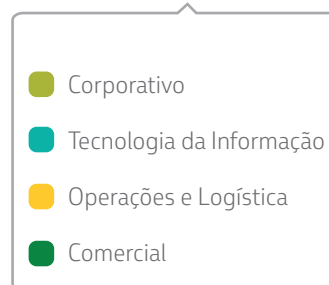 Corporativo
Tecnologia da Informação
Operações e Logística
Comercial